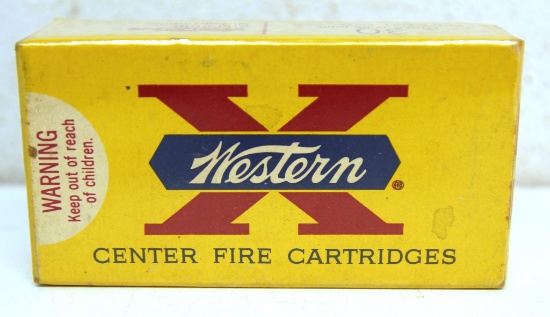 X
Western
®
CENTER FIRE CARTRIDGES
WARNING
Keep out of reach
of children.